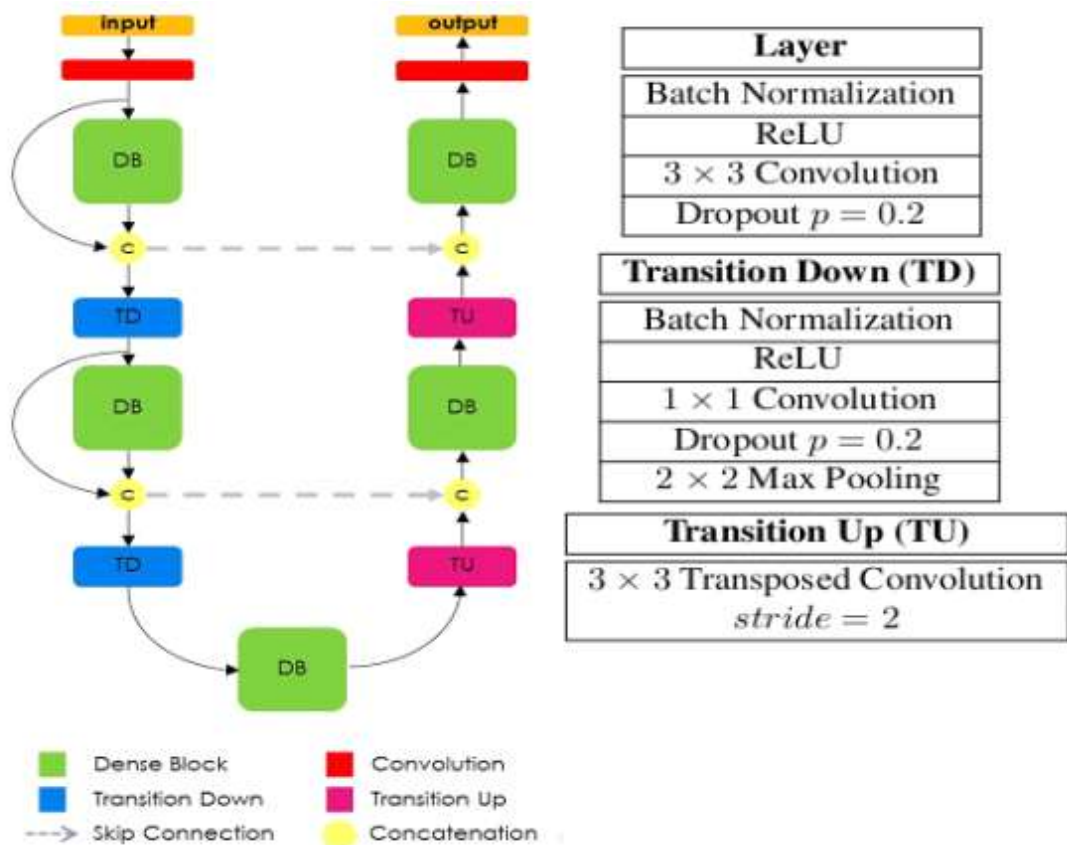 input
output
DB
DB
C
C
TD
TU
DB
DB
C
C
TD
TU
DB
Layer
Batch Normalization
ReLU
3 × 3 Convolution
Dropout p = 0.2
Transition Down (TD)
Batch Normalization
ReLU
1 × 1 Convolution
Dropout p = 0.2
2 × 2 Max Pooling
Transition Up (TU)
3 × 3 Transposed Convolution
stride = 2
Dense Block
Convolution
Transition Down
Transition Up
Skip Connection
Concatenation